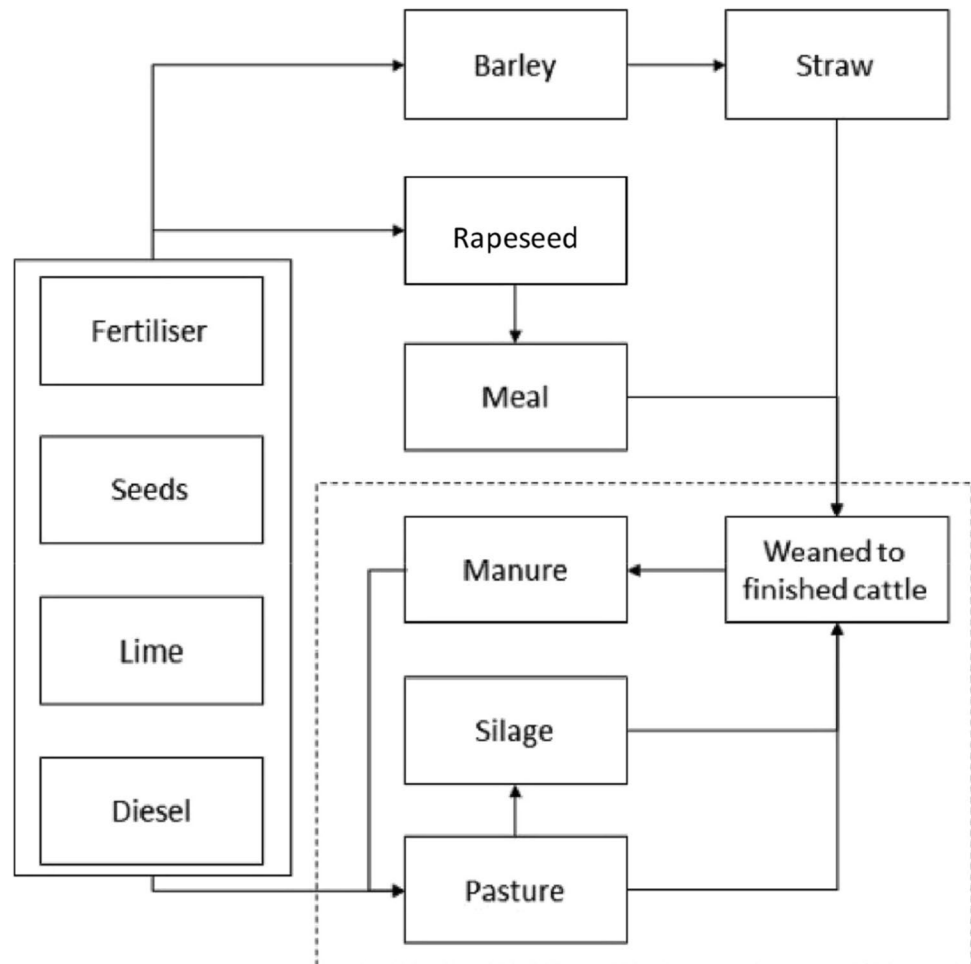 Barley
Straw
Rapeseed
Fertiliser
Meal
Seeds
Manure
Weaned to
finished cattle
Lime
Silage
Diesel
Pasture